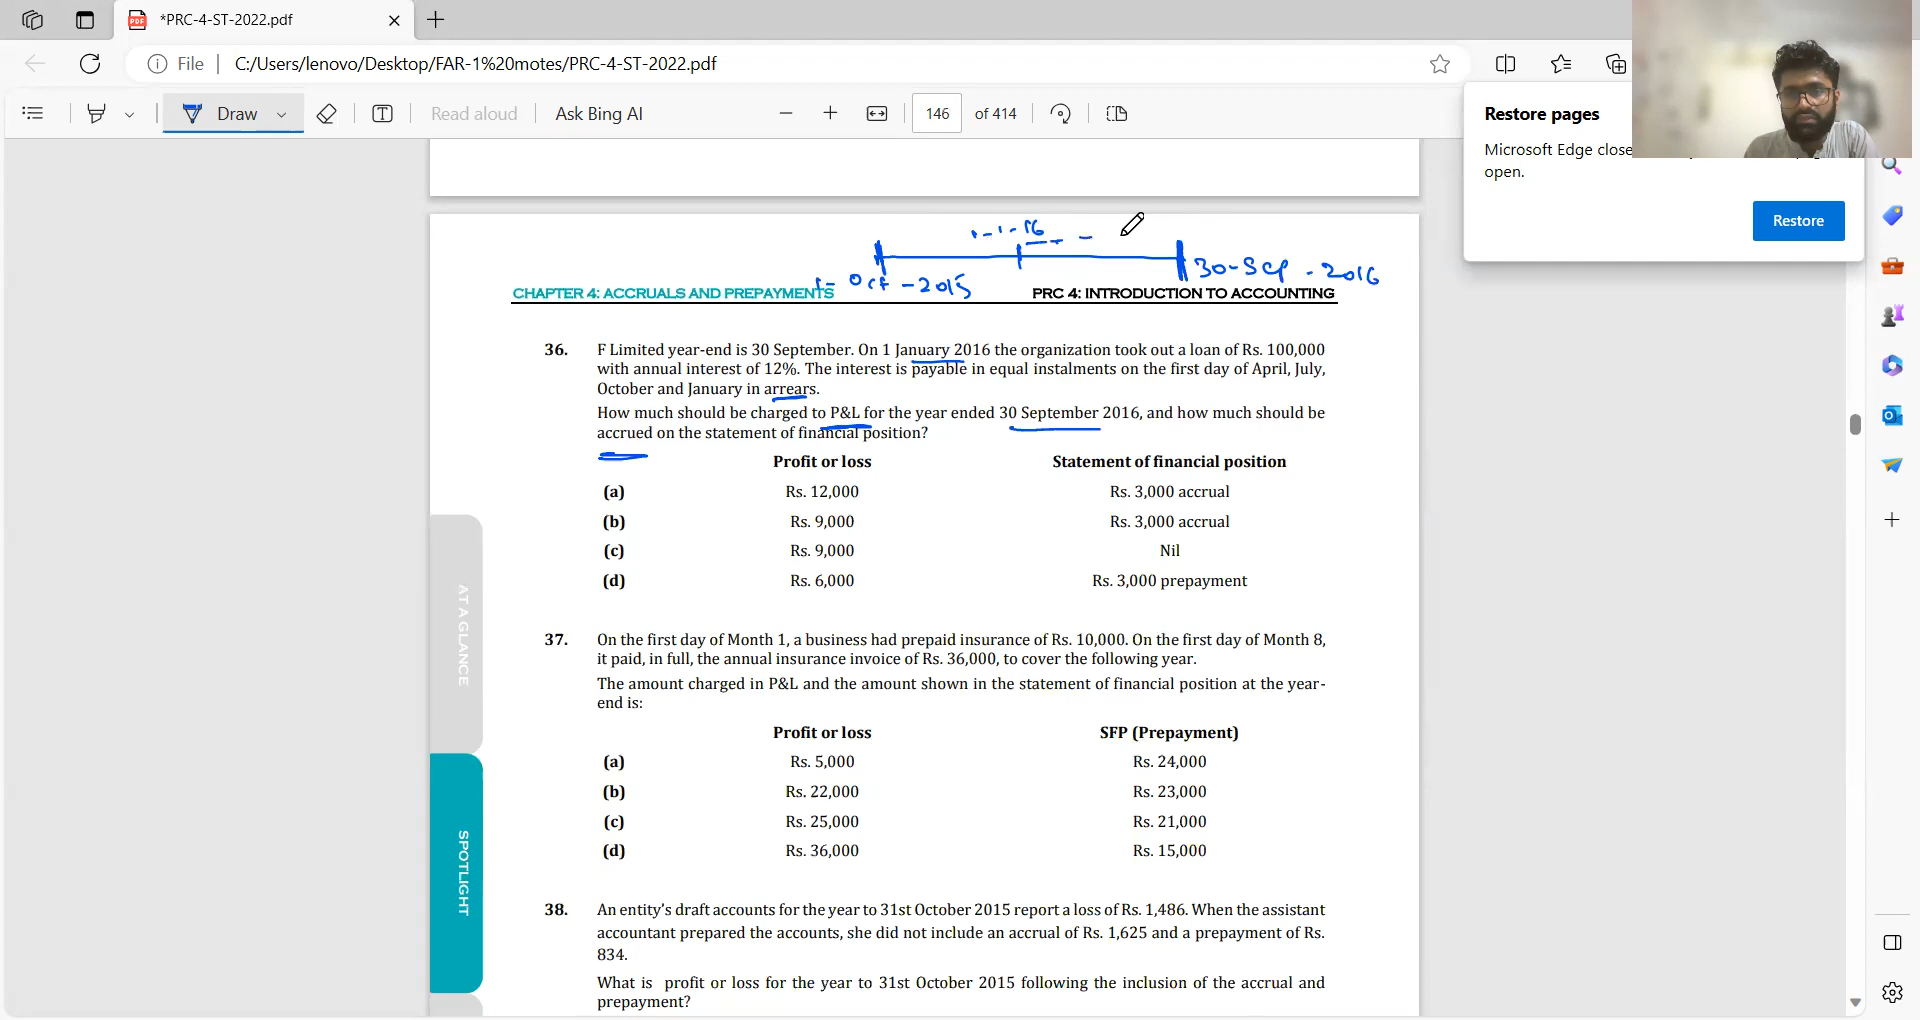 *PRC-4-ST-2022.pdf
File
C:/Users/lenovo/Desktop/FAR-1%20motes/PRC-4-ST-2022.pdf
Draw
Read aloud
Ask Bing AI
146
of 414
Restore pages
Microsoft Edge close
open.
Restore
1-1-16
1-Oct-2015
30-Sep-2016
CHAPTER 4: ACCRUALS AND PREPAYMENTS
PRC 4: INTRODUCTION TO ACCOUNTING
36. F Limited year-end is 30 September. On 1 January 2016 the organization took out a loan of Rs. 100,000
with annual interest of 12%. The interest is payable in equal instalments on the first day of April, July,
October and January in arrears.
How much should be charged to P&L for the year ended 30 September 2016, and how much should be
accrued on the statement of financial position?
Profit or loss Statement of financial position
(a) Rs. 12,000 Rs. 3,000 accrual
(b) Rs. 9,000 Rs. 3,000 accrual
(c) Rs. 9,000 Nil
(d) Rs. 6,000 Rs. 3,000 prepayment
37. On the first day of Month 1, a business had prepaid insurance of Rs. 10,000. On the first day of Month 8,
it paid, in full, the annual insurance invoice of Rs. 36,000, to cover the following year.
The amount charged in P&L and the amount shown in the statement of financial position at the year-
end is:
Profit or loss SFP (Prepayment)
(a) Rs. 5,000 Rs. 24,000
(b) Rs. 22,000 Rs. 23,000
(c) Rs. 25,000 Rs. 21,000
(d) Rs. 36,000 Rs. 15,000
38. An entity's draft accounts for the year to 31st October 2015 report a loss of Rs. 1,486. When the assistant
accountant prepared the accounts, she did not include an accrual of Rs. 1,625 and a prepayment of Rs.
834.
What is profit or loss for the year to 31st October 2015 following the inclusion of the accrual and
prepayment?
AT A GLANCE
SPOTLIGHT